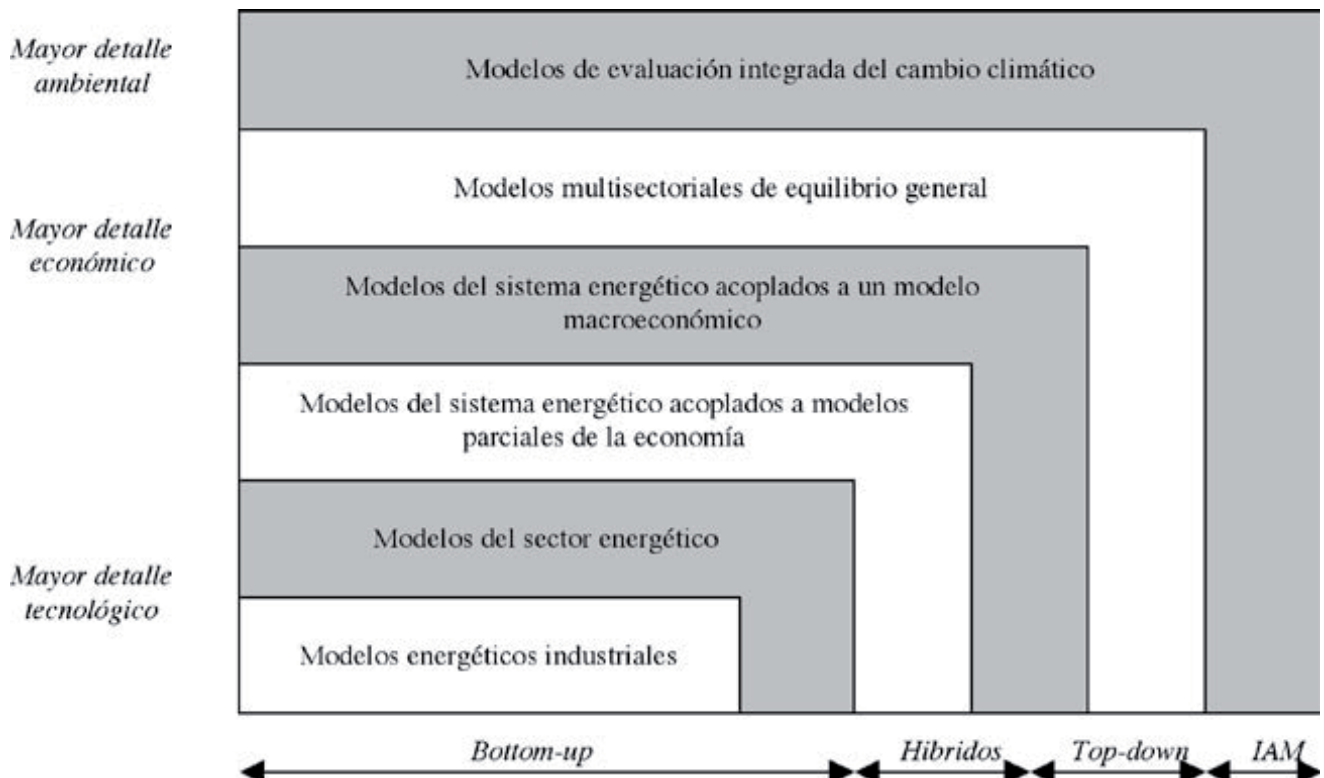 Mayor detalle
ambiental
Modelos de evaluación integrada del cambio climático
Modelos multisectoriales de equilibrio general
Mayor detalle
económico
Modelos del sistema energético acoplados a un modelo
macroeconómico
Modelos del sistema energético acoplados a modelos
parciales de la economía
Modelos del sector energético
Mayor detalle
tecnológico
Modelos energéticos industriales
Bottom-up
Híbridos
Top-down
IAM